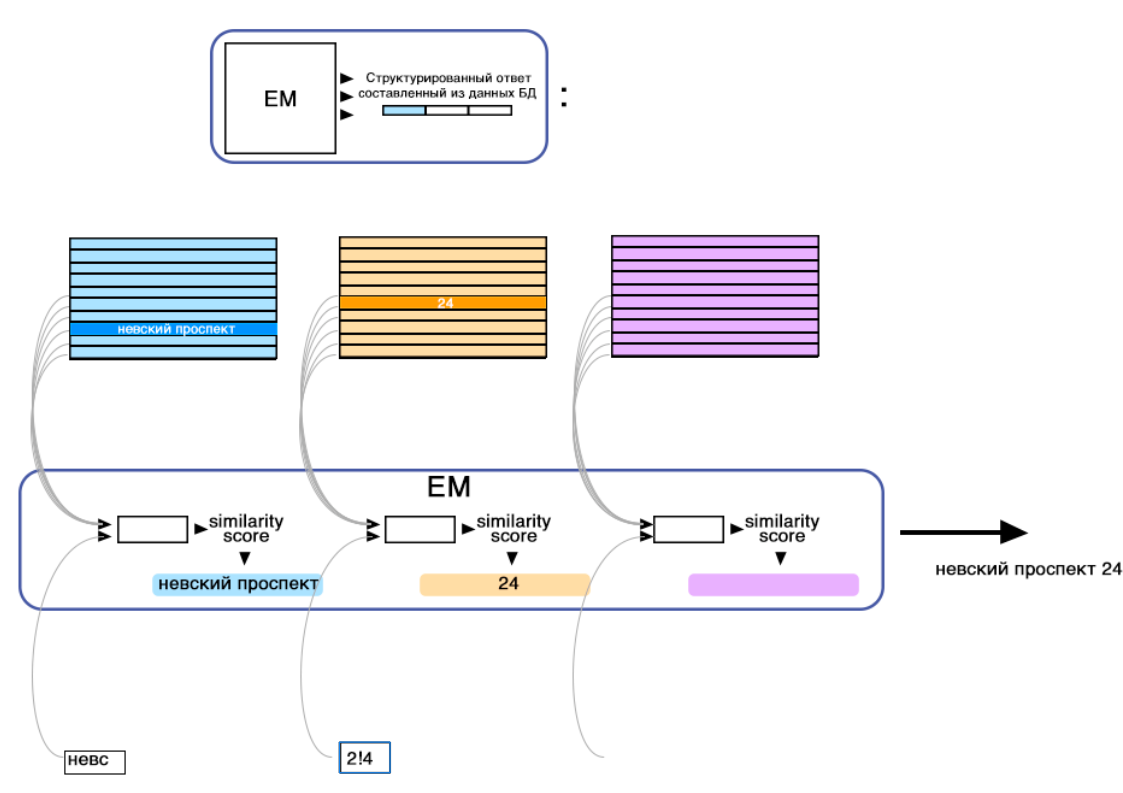 EM
Структурированный ответ
составленный из данных БД
:
невский проспект
24
EM
similarity
score
similarity
score
similarity
score
невский проспект
24
невский проспект 24
невс
2!4